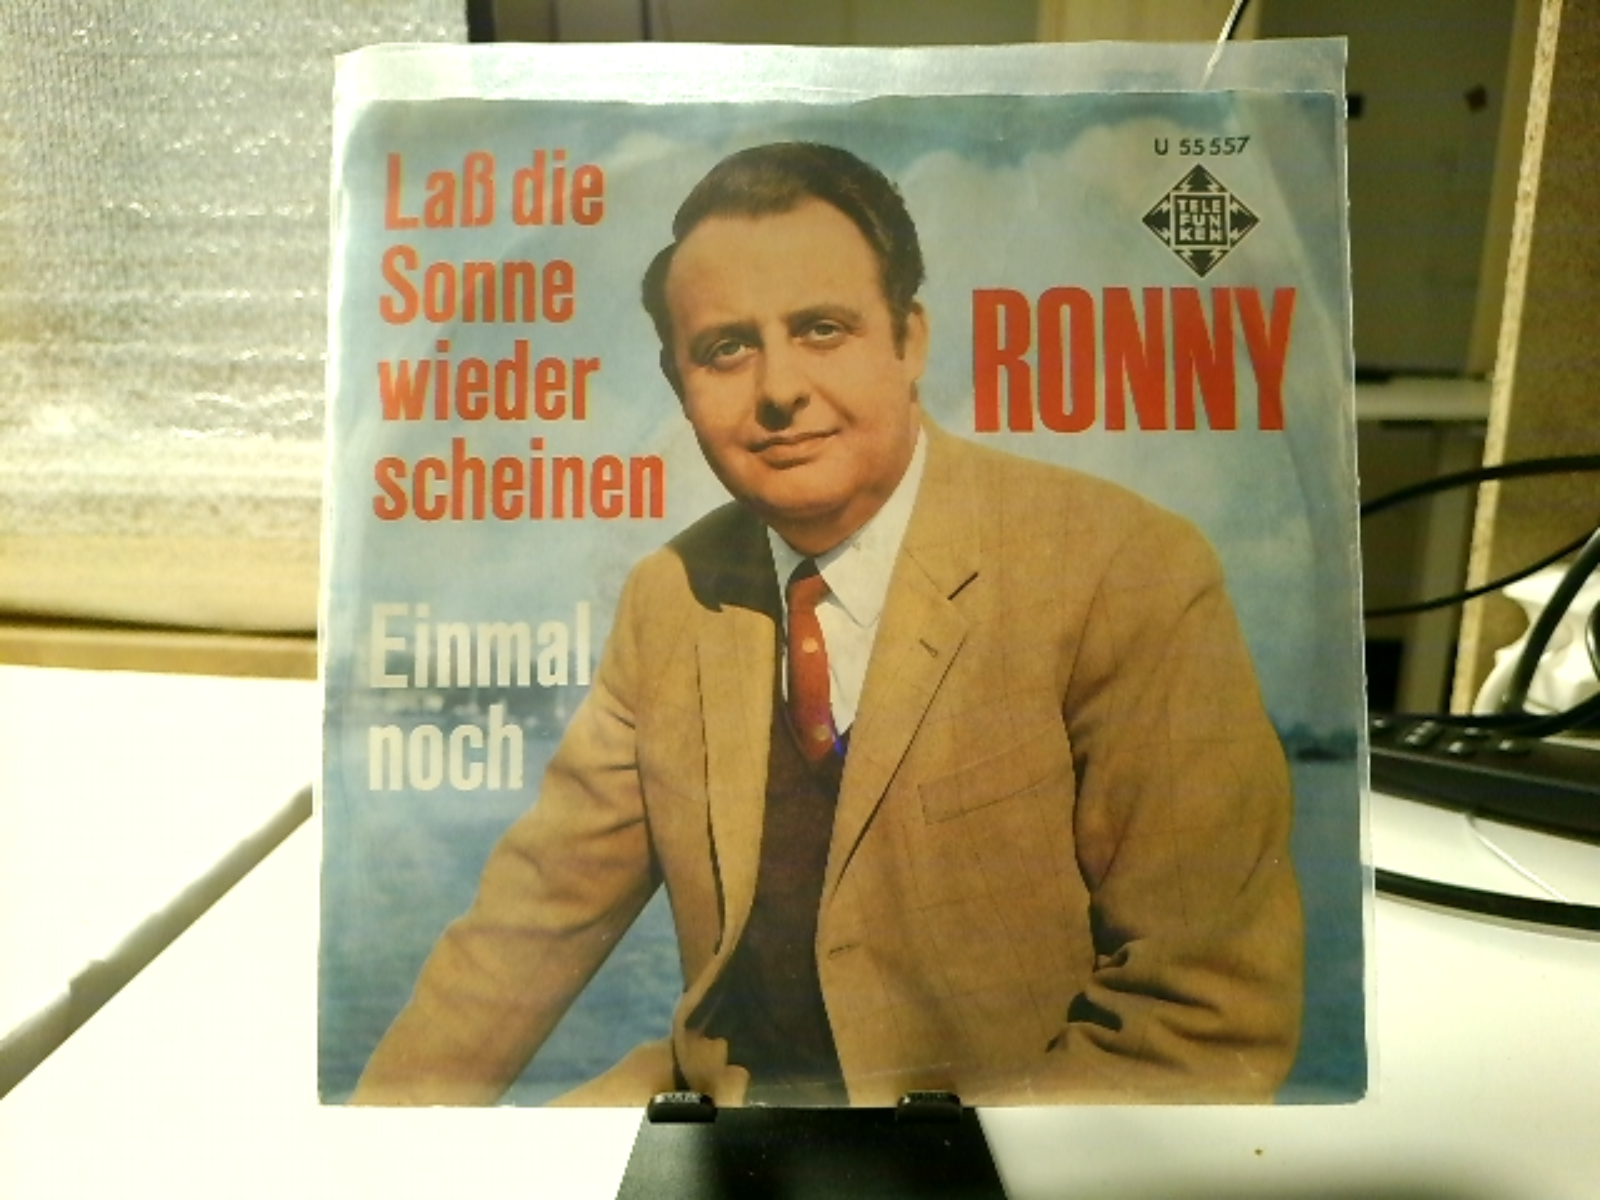 Laß die
Sonne
wieder
scheinen
Einmal
noch
U 55 557
TELE
FUN
KEN
RONNY